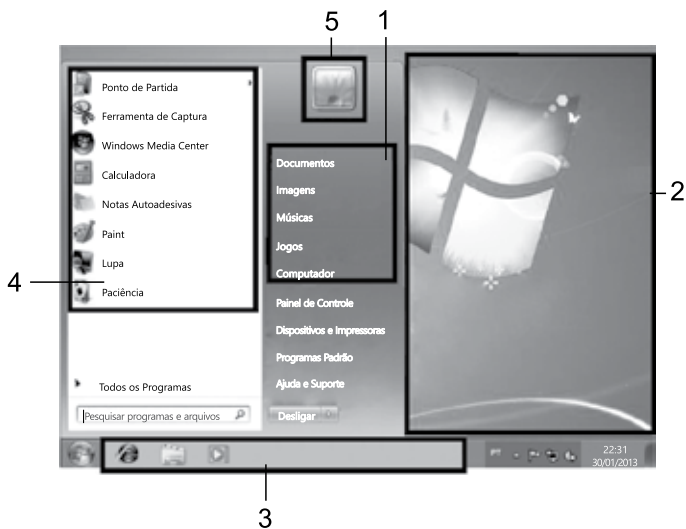 5
1
Ponto de Partida
Ferramenta de Captura
Windows Media Center
Calculadora
Notas Autoadesivas
Paint
Lupa
Paciência
Todos os Programas
Pesquisar programas e arquivos
Documentos
Imagens
Músicas
Jogos
Computador
Painel de Controle
Dispositivos e Impressoras
Programas Padrão
Ajuda e Suporte
Desligar
2
4
PT
22:31
30/01/2013
3